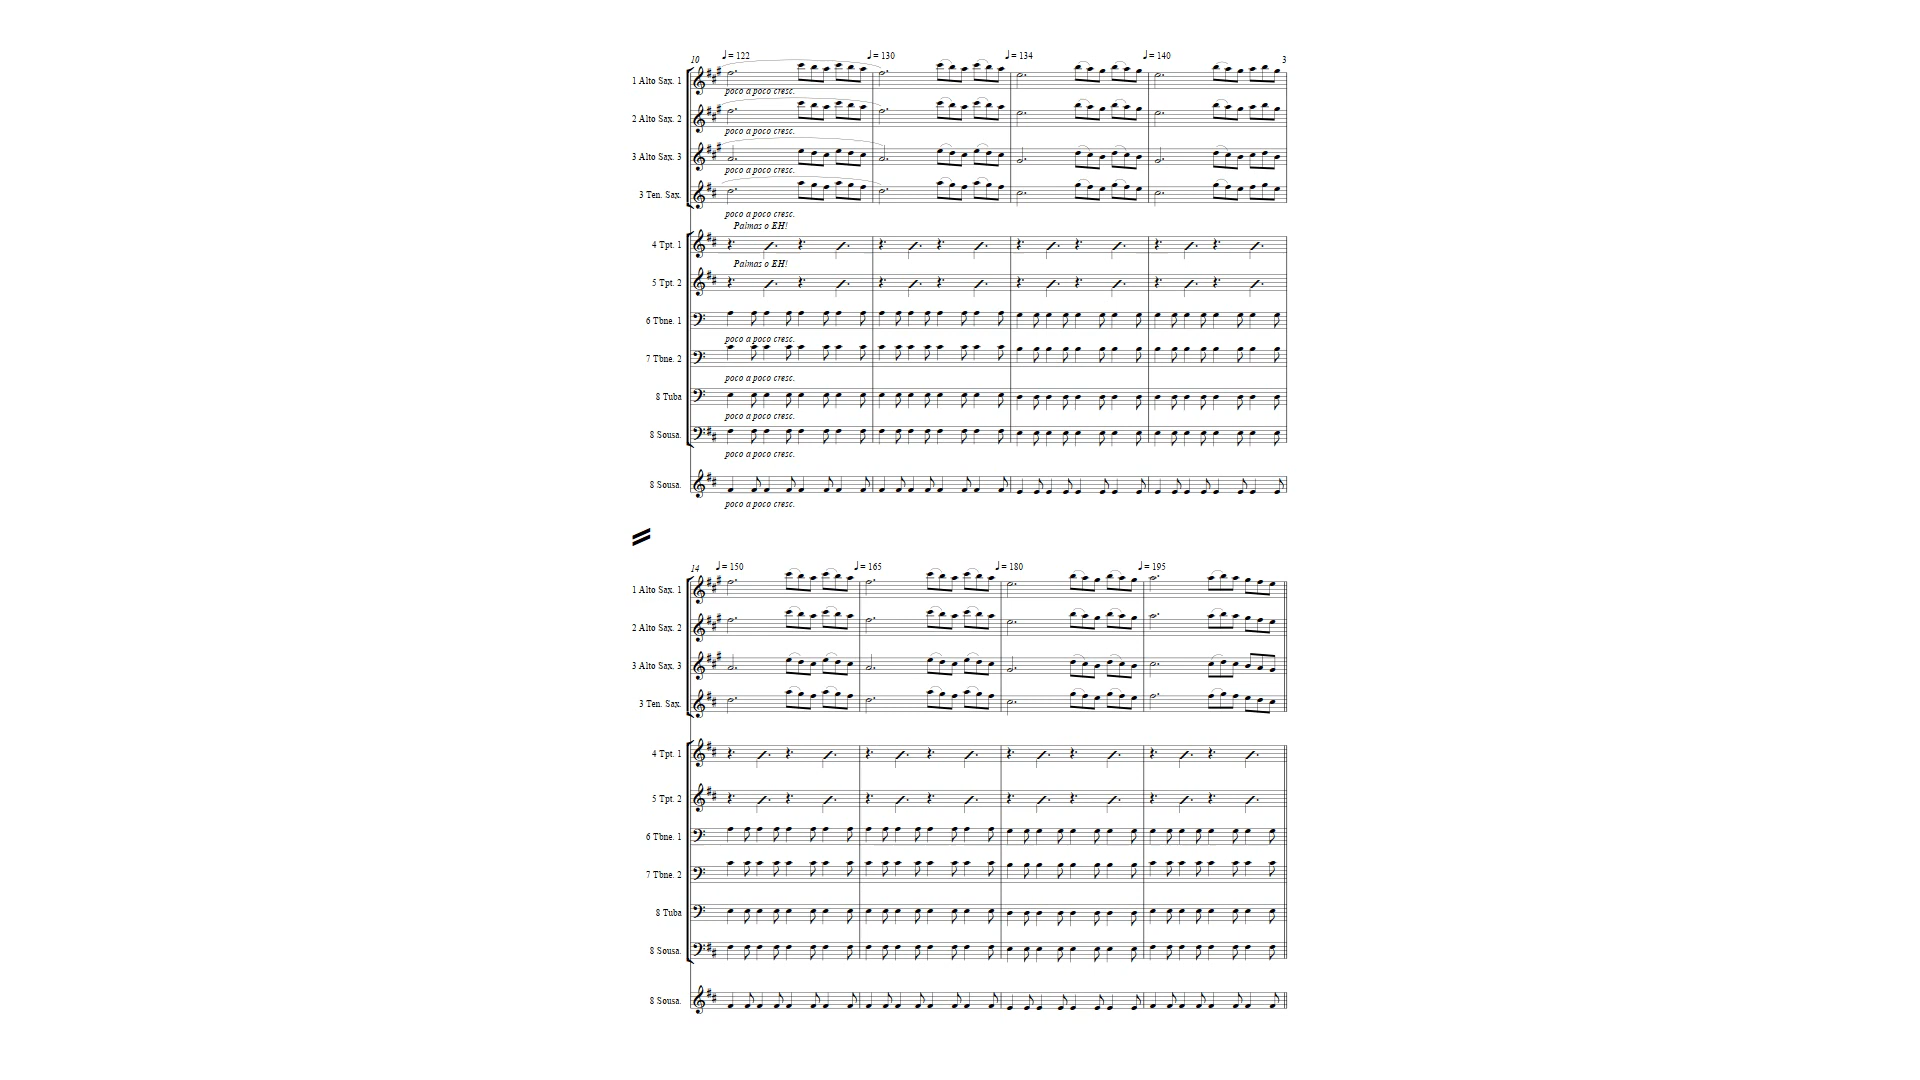 ♩= 122 ♩= 130 ♩= 134 ♩= 140
10 3
1 Alto Sax. 1
poco a poco cresc.
2 Alto Sax. 2
poco a poco cresc.
3 Alto Sax. 3
poco a poco cresc.
3 Ten. Sax.
poco a poco cresc.
Palmas o EH!
4 Tpt. 1
Palmas o EH!
5 Tpt. 2
6 Tbne. 1
poco a poco cresc.
7 Tbne. 2
poco a poco cresc.
8 Tuba
poco a poco cresc.
8 Sousa.
poco a poco cresc.
8 Sousa.
poco a poco cresc.
14 ♩= 150 ♩= 165 ♩= 180 ♩= 195
1 Alto Sax. 1
2 Alto Sax. 2
3 Alto Sax. 3
3 Ten. Sax.
4 Tpt. 1
5 Tpt. 2
6 Tbne. 1
7 Tbne. 2
8 Tuba
8 Sousa.
8 Sousa.